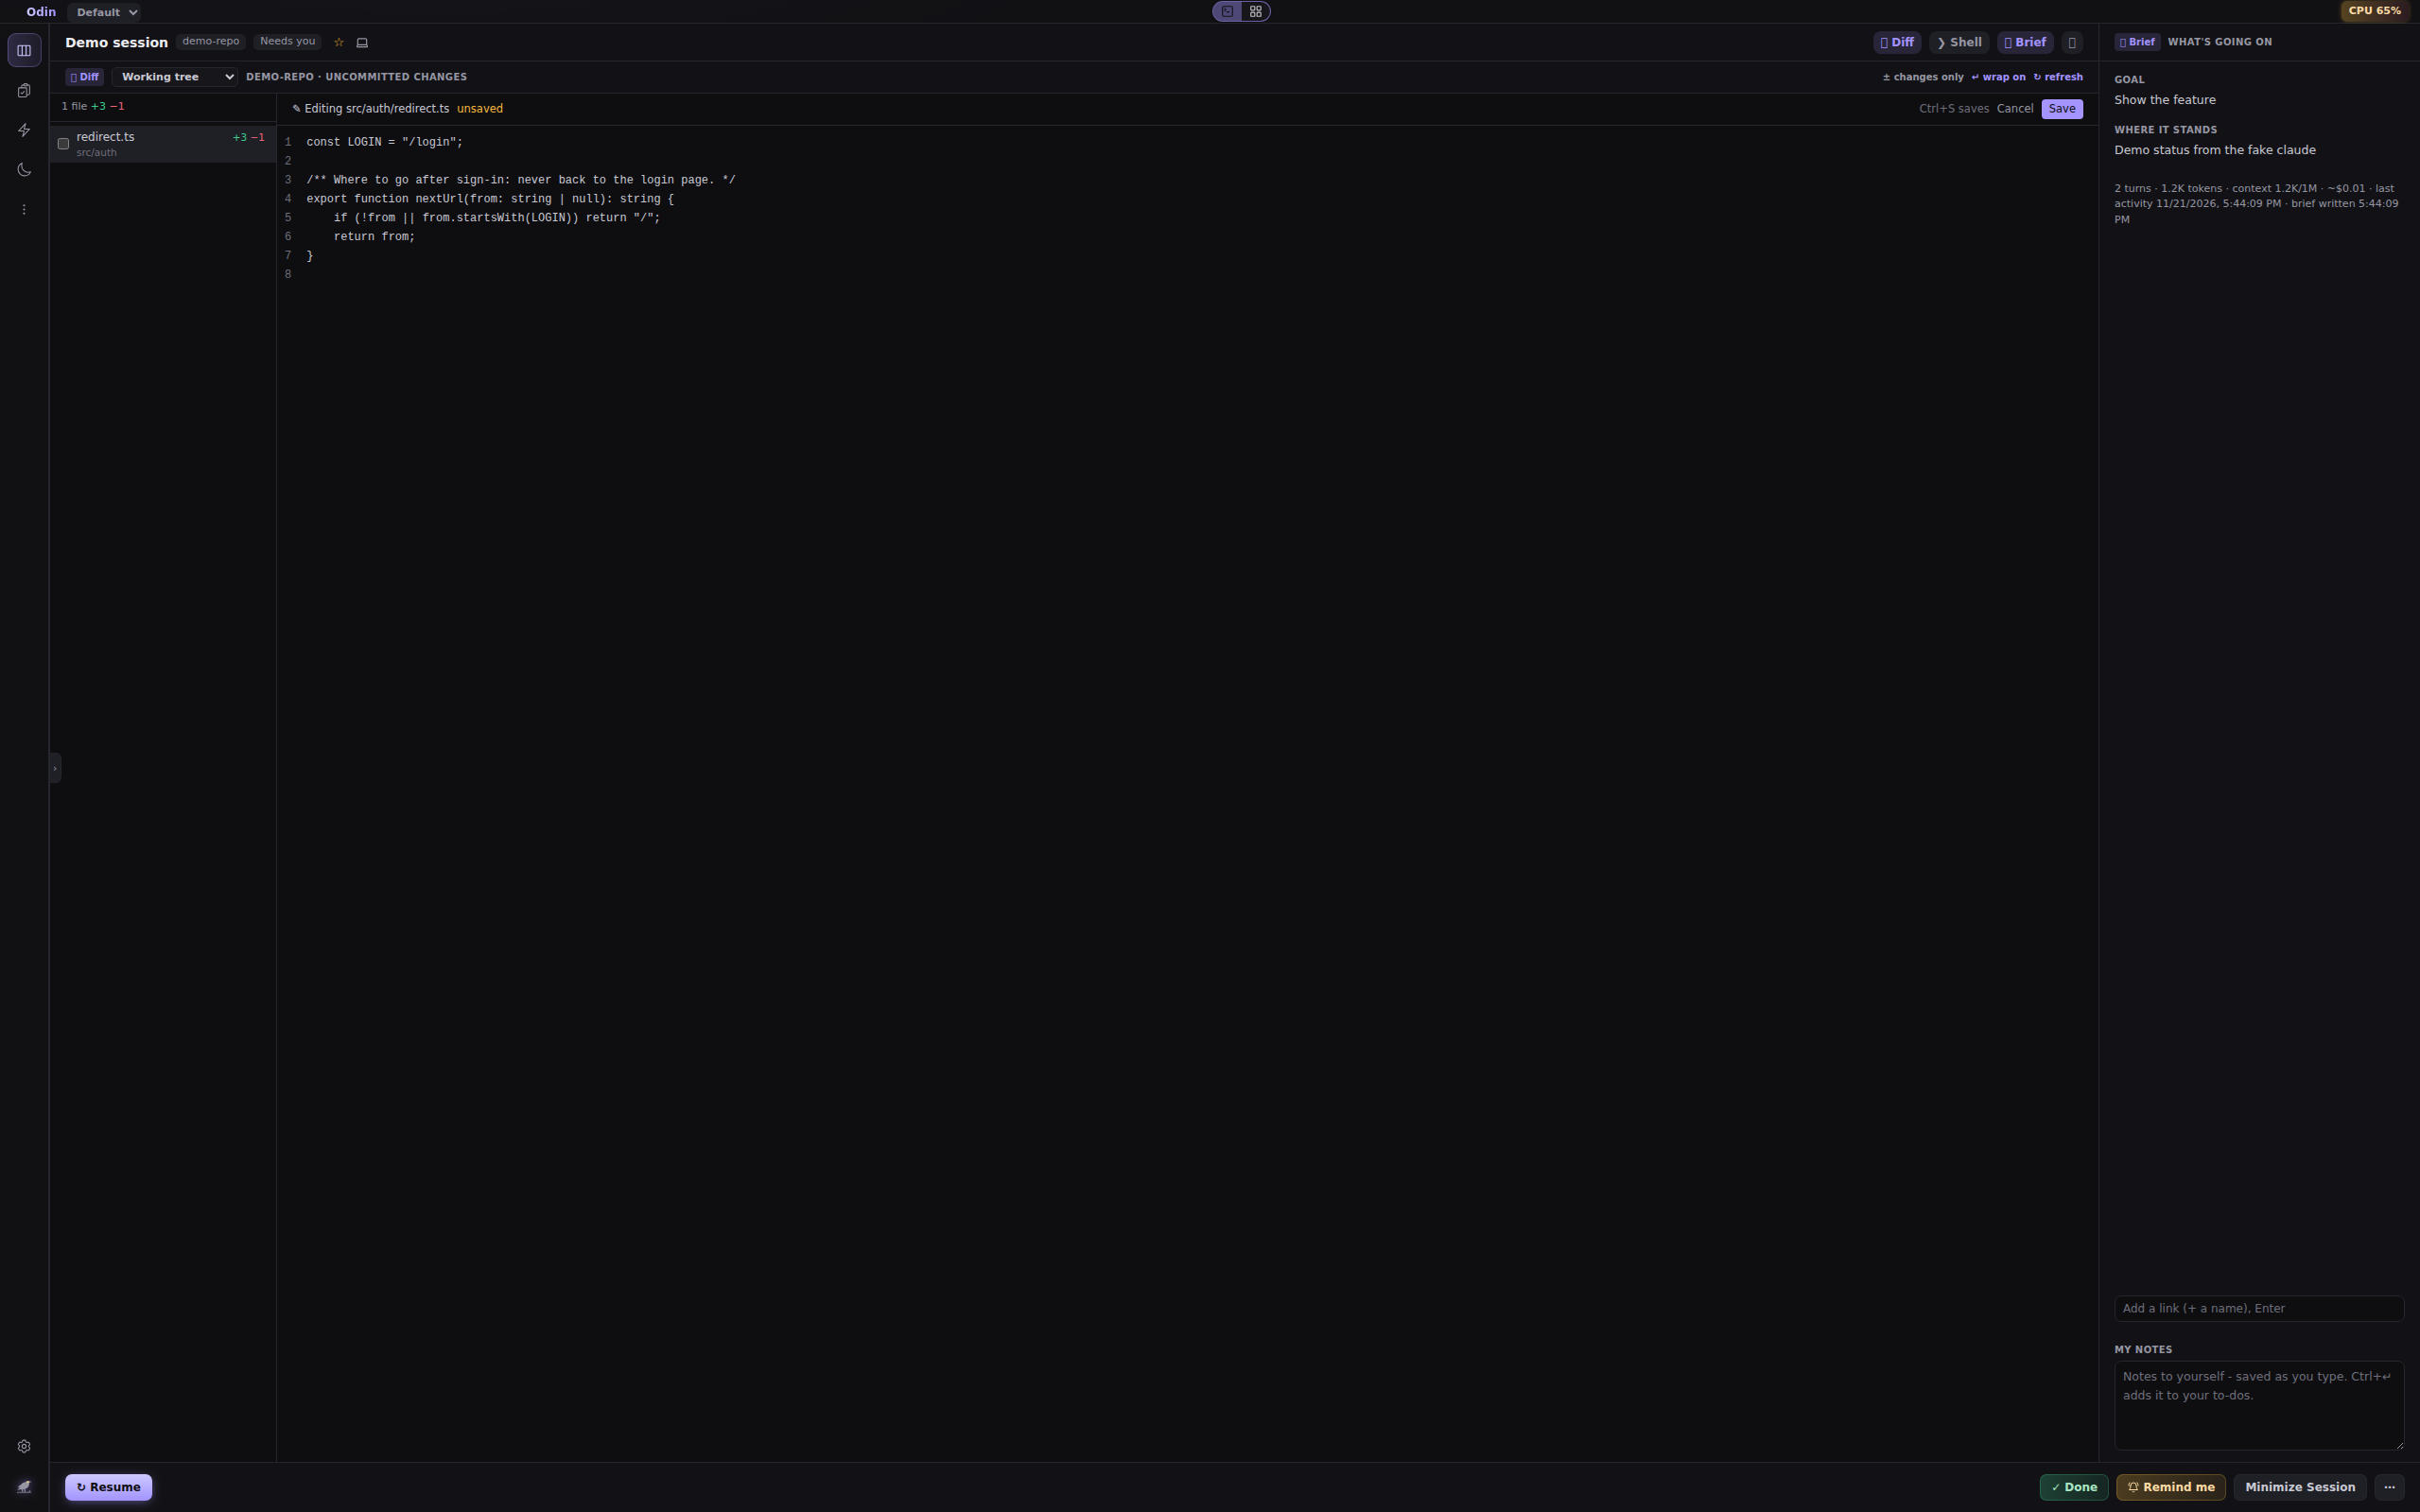 Odin Default
CPU 65%
Demo session demo-repo Needs you ☆
Diff ❯ Shell Brief
Brief WHAT'S GOING ON
Diff Working tree DEMO-REPO · UNCOMMITTED CHANGES
± changes only ↵ wrap on ↻ refresh
1 file +3 −1
redirect.ts +3 −1
src/auth
✎ Editing src/auth/redirect.ts unsaved
Ctrl+S saves Cancel Save
1 const LOGIN = "/login";
2
3 /** Where to go after sign-in: never back to the login page. */
4 export function nextUrl(from: string | null): string {
5     if (!from || from.startsWith(LOGIN)) return "/";
6     return from;
7 }
8
›
GOAL
Show the feature
WHERE IT STANDS
Demo status from the fake claude
2 turns · 1.2K tokens · context 1.2K/1M · ~$0.01 · last
activity 11/21/2026, 5:44:09 PM · brief written 5:44:09
PM
Add a link (+ a name), Enter
MY NOTES
Notes to yourself - saved as you type. Ctrl+↵
adds it to your to-dos.
↻ Resume
✓ Done
Remind me
Minimize Session
⋯